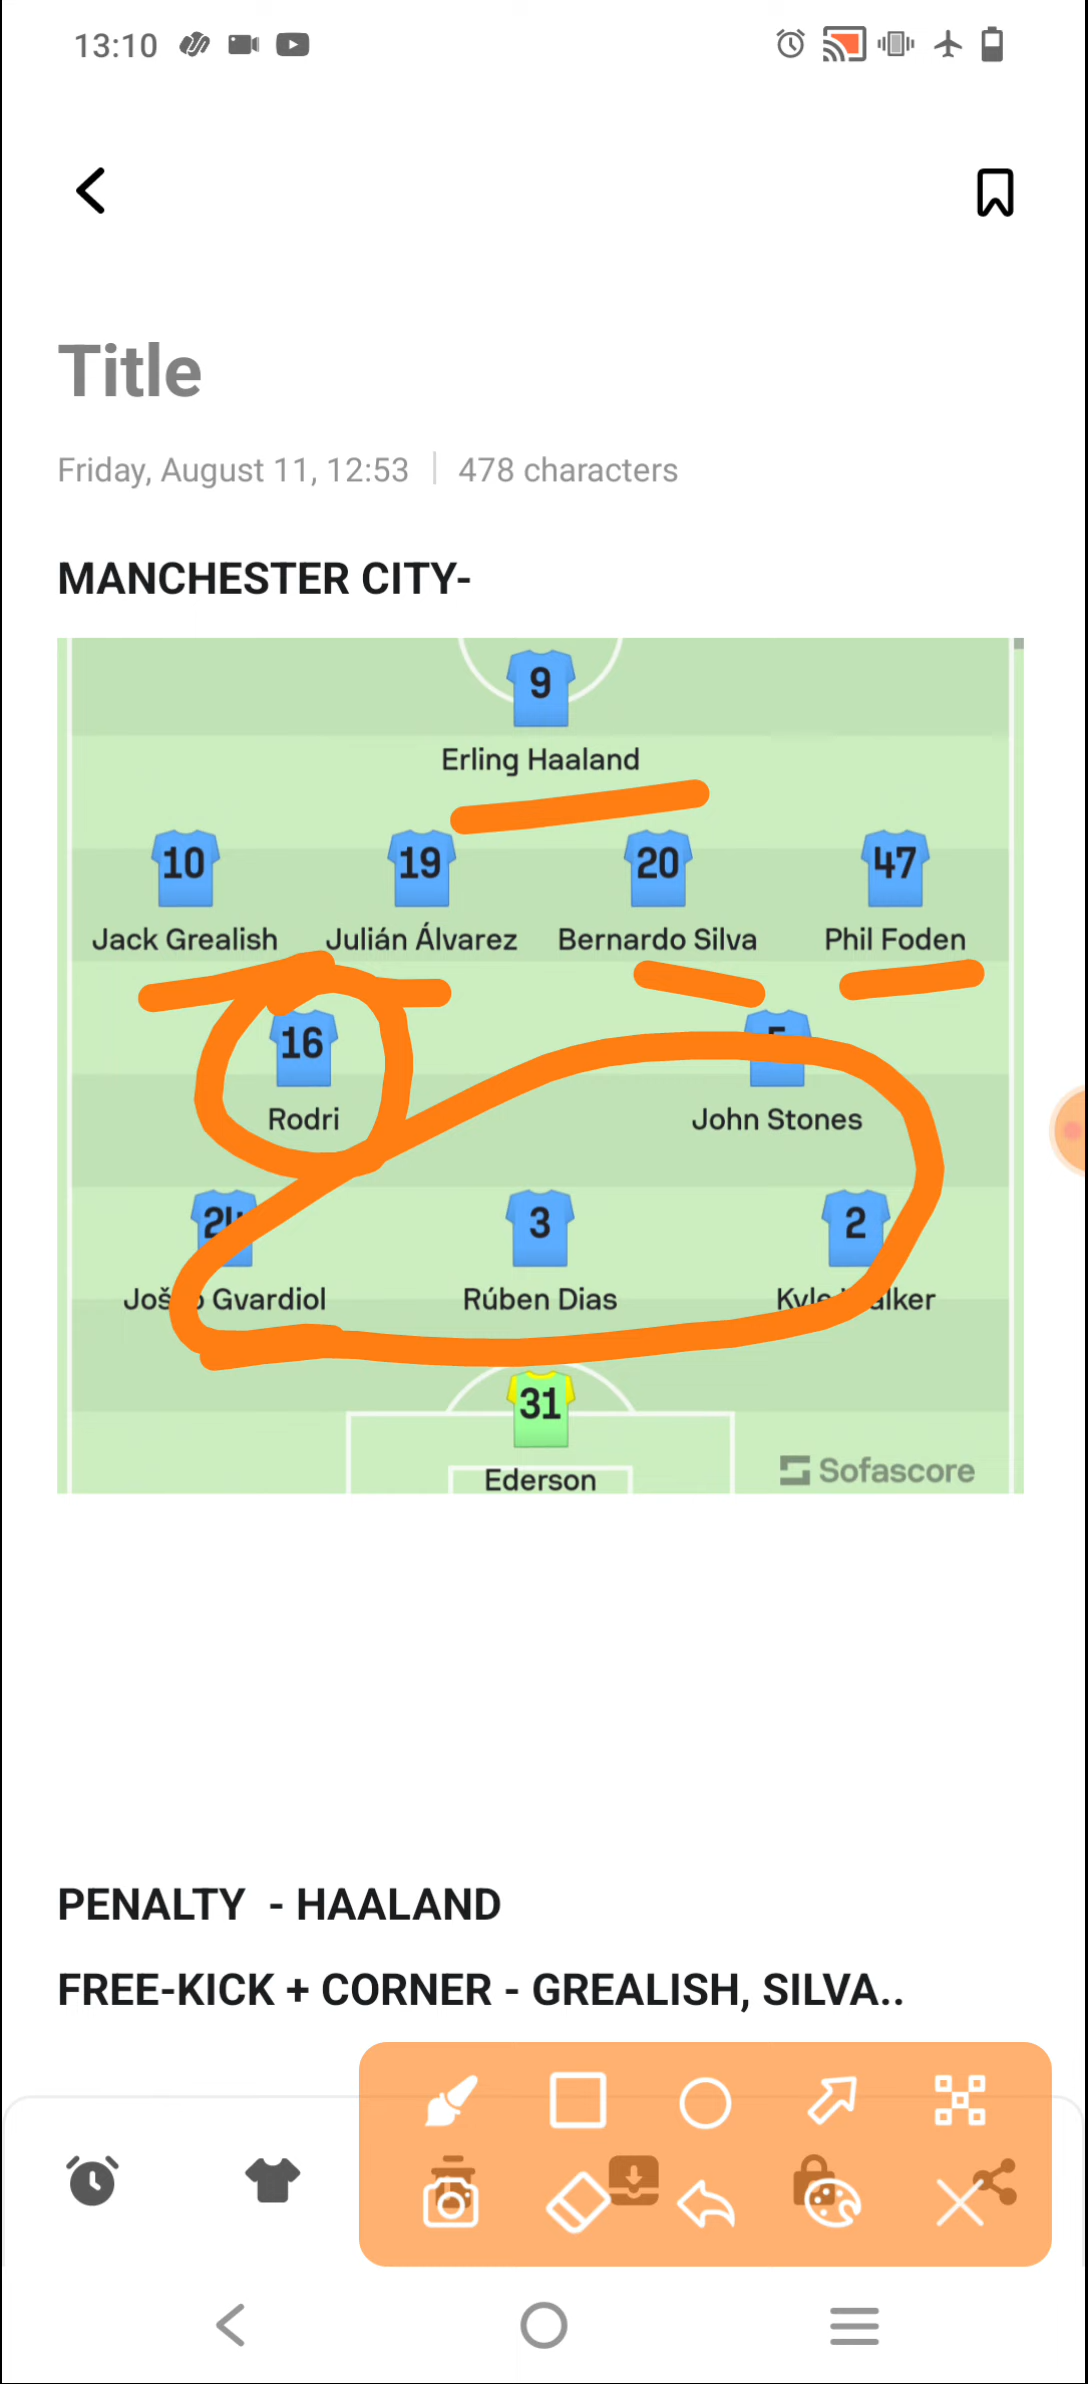 13:10
Title
Friday, August 11, 12:53 | 478 characters
MANCHESTER CITY-
9
Erling Haaland
10 19 20 47
Jack Grealish Julián Álvarez Bernardo Silva Phil Foden
16
Rodri John Stones
3 2
Gvardiol Rúben Dias
31
Ederson
Sofascore
PENALTY - HAALAND
FREE-KICK + CORNER - GREALISH, SILVA..